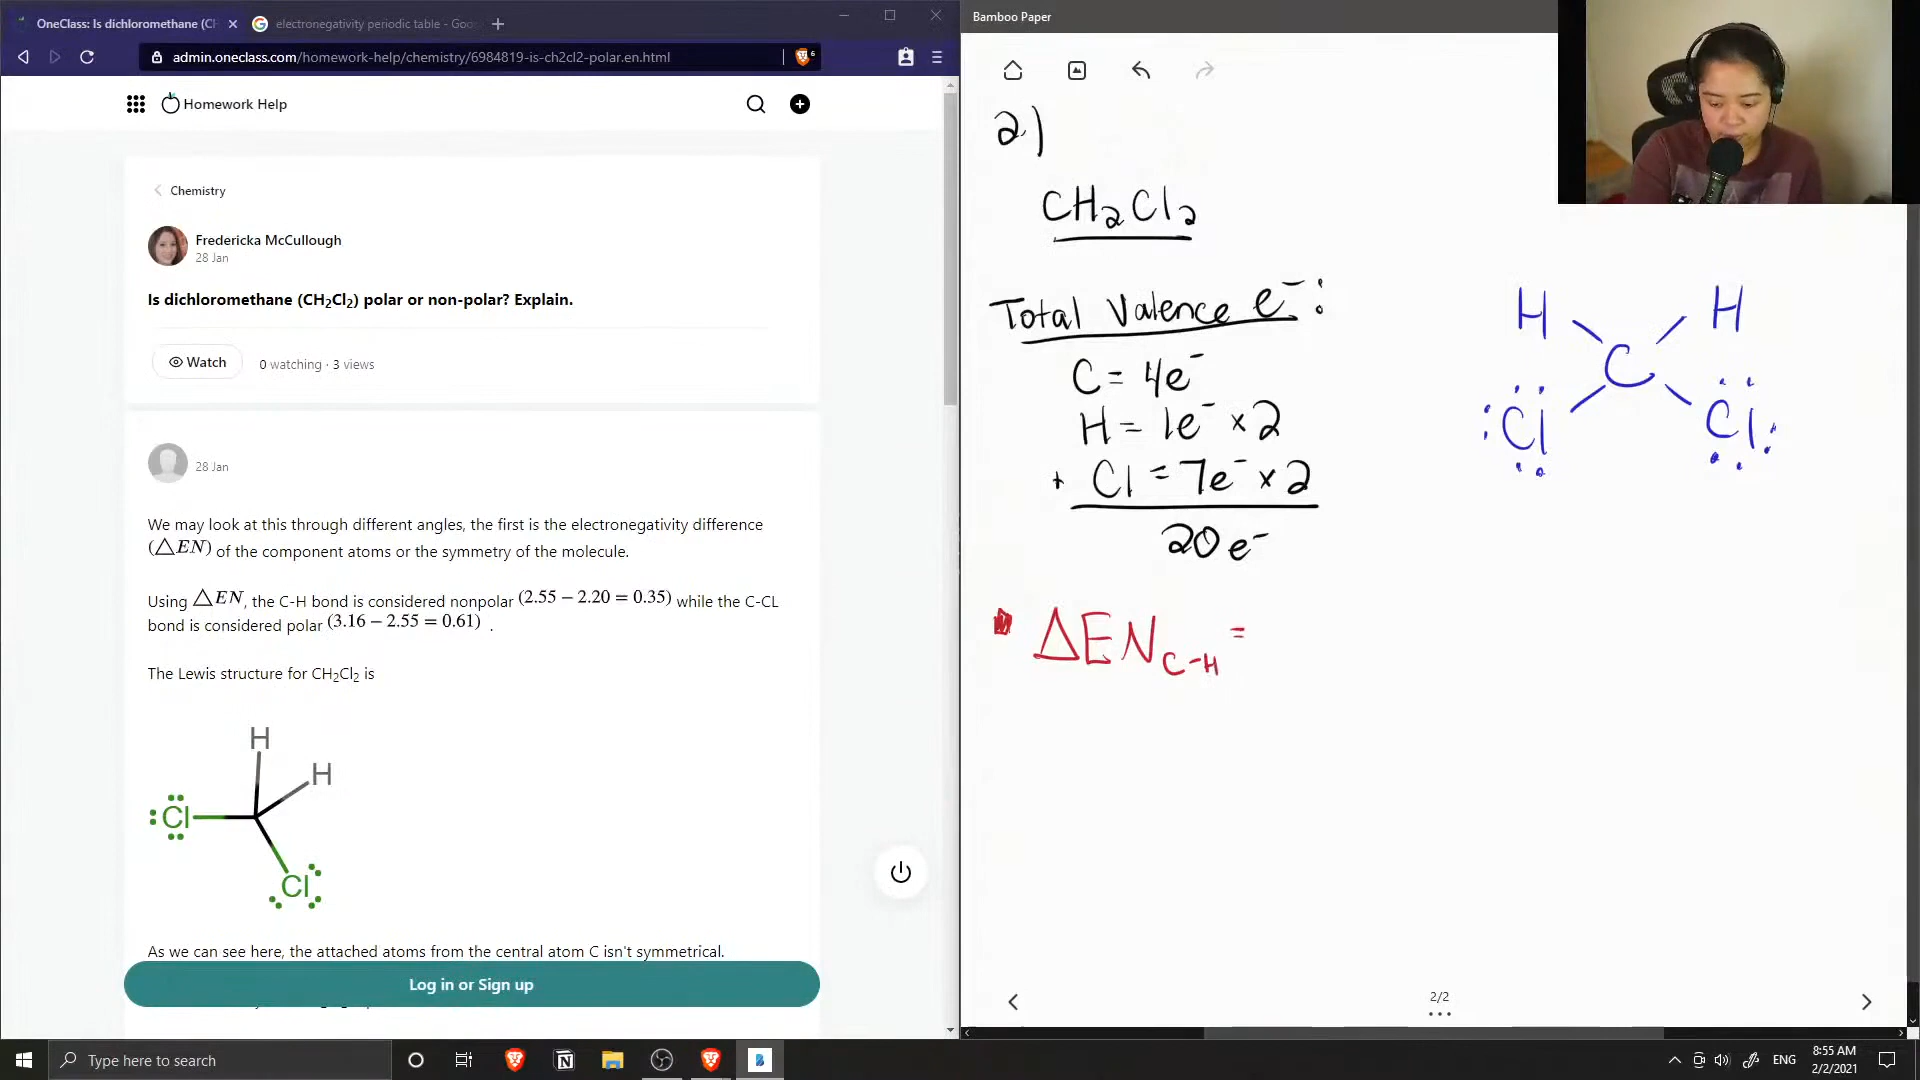 OneClass: Is dichloromethane (CH
electronegativity periodic table - Goo
admin.oneclass.com/homework-help/chemistry/6984819-is-ch2cl2-polar.en.html
6
Homework Help
Chemistry
Fredericka McCullough
28 Jan
Is dichloromethane (CH₂Cl₂) polar or non-polar? Explain.
Watch
0 watching · 3 views
28 Jan
We may look at this through different angles, the first is the electronegativity difference
(△EN) of the component atoms or the symmetry of the molecule.
Using △EN, the C-H bond is considered nonpolar (2.55 − 2.20 = 0.35) while the C-CL
bond is considered polar (3.16 − 2.55 = 0.61) .
The Lewis structure for CH₂Cl₂ is
H
H
:Cl
Cl
As we can see here, the attached atoms from the central atom C isn't symmetrical.
Log in or Sign up
Bamboo Paper
2.)
CH₂Cl₂
Total Valence e⁻:
C = 4e⁻
H = 1e⁻ × 2
+ Cl = 7e⁻ × 2
20 e⁻
ΔEN C-H =
H H
C
:Cl Cl:
2/2
Type here to search
ENG
8:55 AM
2/2/2021